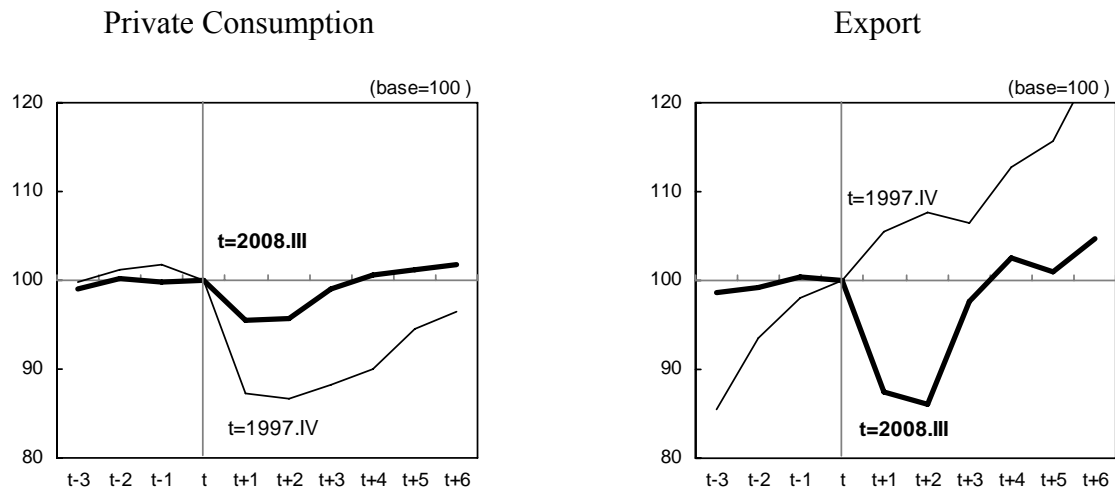 Private Consumption
(base=100 )
120
110
100
90
80
t=2008.III
t=1997.IV
t-3 t-2 t-1 t t+1 t+2 t+3 t+4 t+5 t+6
Export
(base=100 )
120
110
100
90
80
t=1997.IV
t=2008.III
t-3 t-2 t-1 t t+1 t+2 t+3 t+4 t+5 t+6